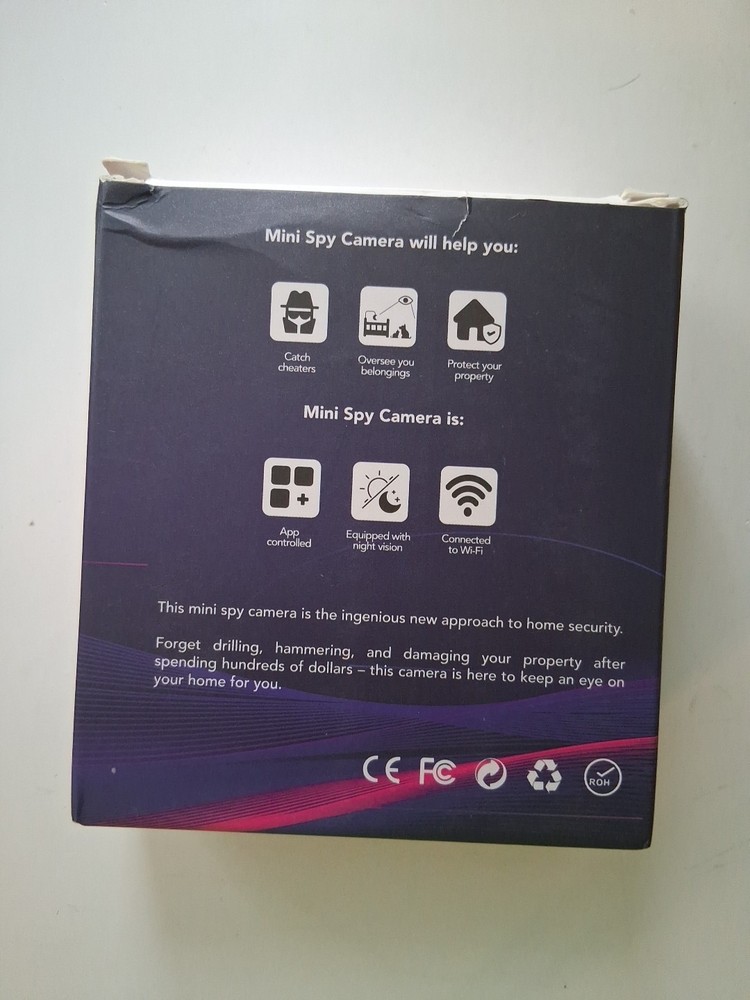 Mini Spy Camera will help you:
Catch
cheaters
Oversee you
belongings
Protect your
property
Mini Spy Camera is:
App
controlled
Equipped with
night vision
Connected
to Wi-Fi
This mini spy camera is the ingenious new approach to home security.
Forget drilling, hammering, and damaging your property after
spending hundreds of dollars – this camera is here to keep an eye on
your home for you.
CE FC ROH